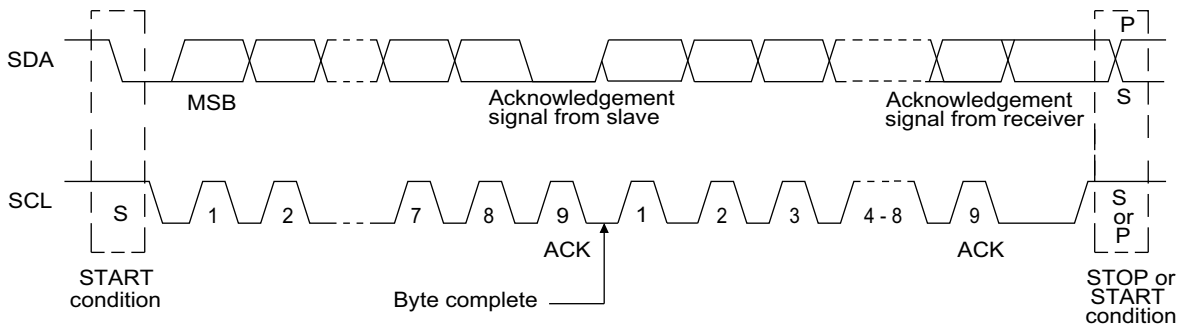 P
SDA
MSB
Acknowledgement
signal from slave
Acknowledgement
signal from receiver
S
SCL
S
1
2
7
8
9
1
2
3
4 - 8
9
S
or
P
ACK
ACK
START
condition
Byte complete
STOP or
START
condition